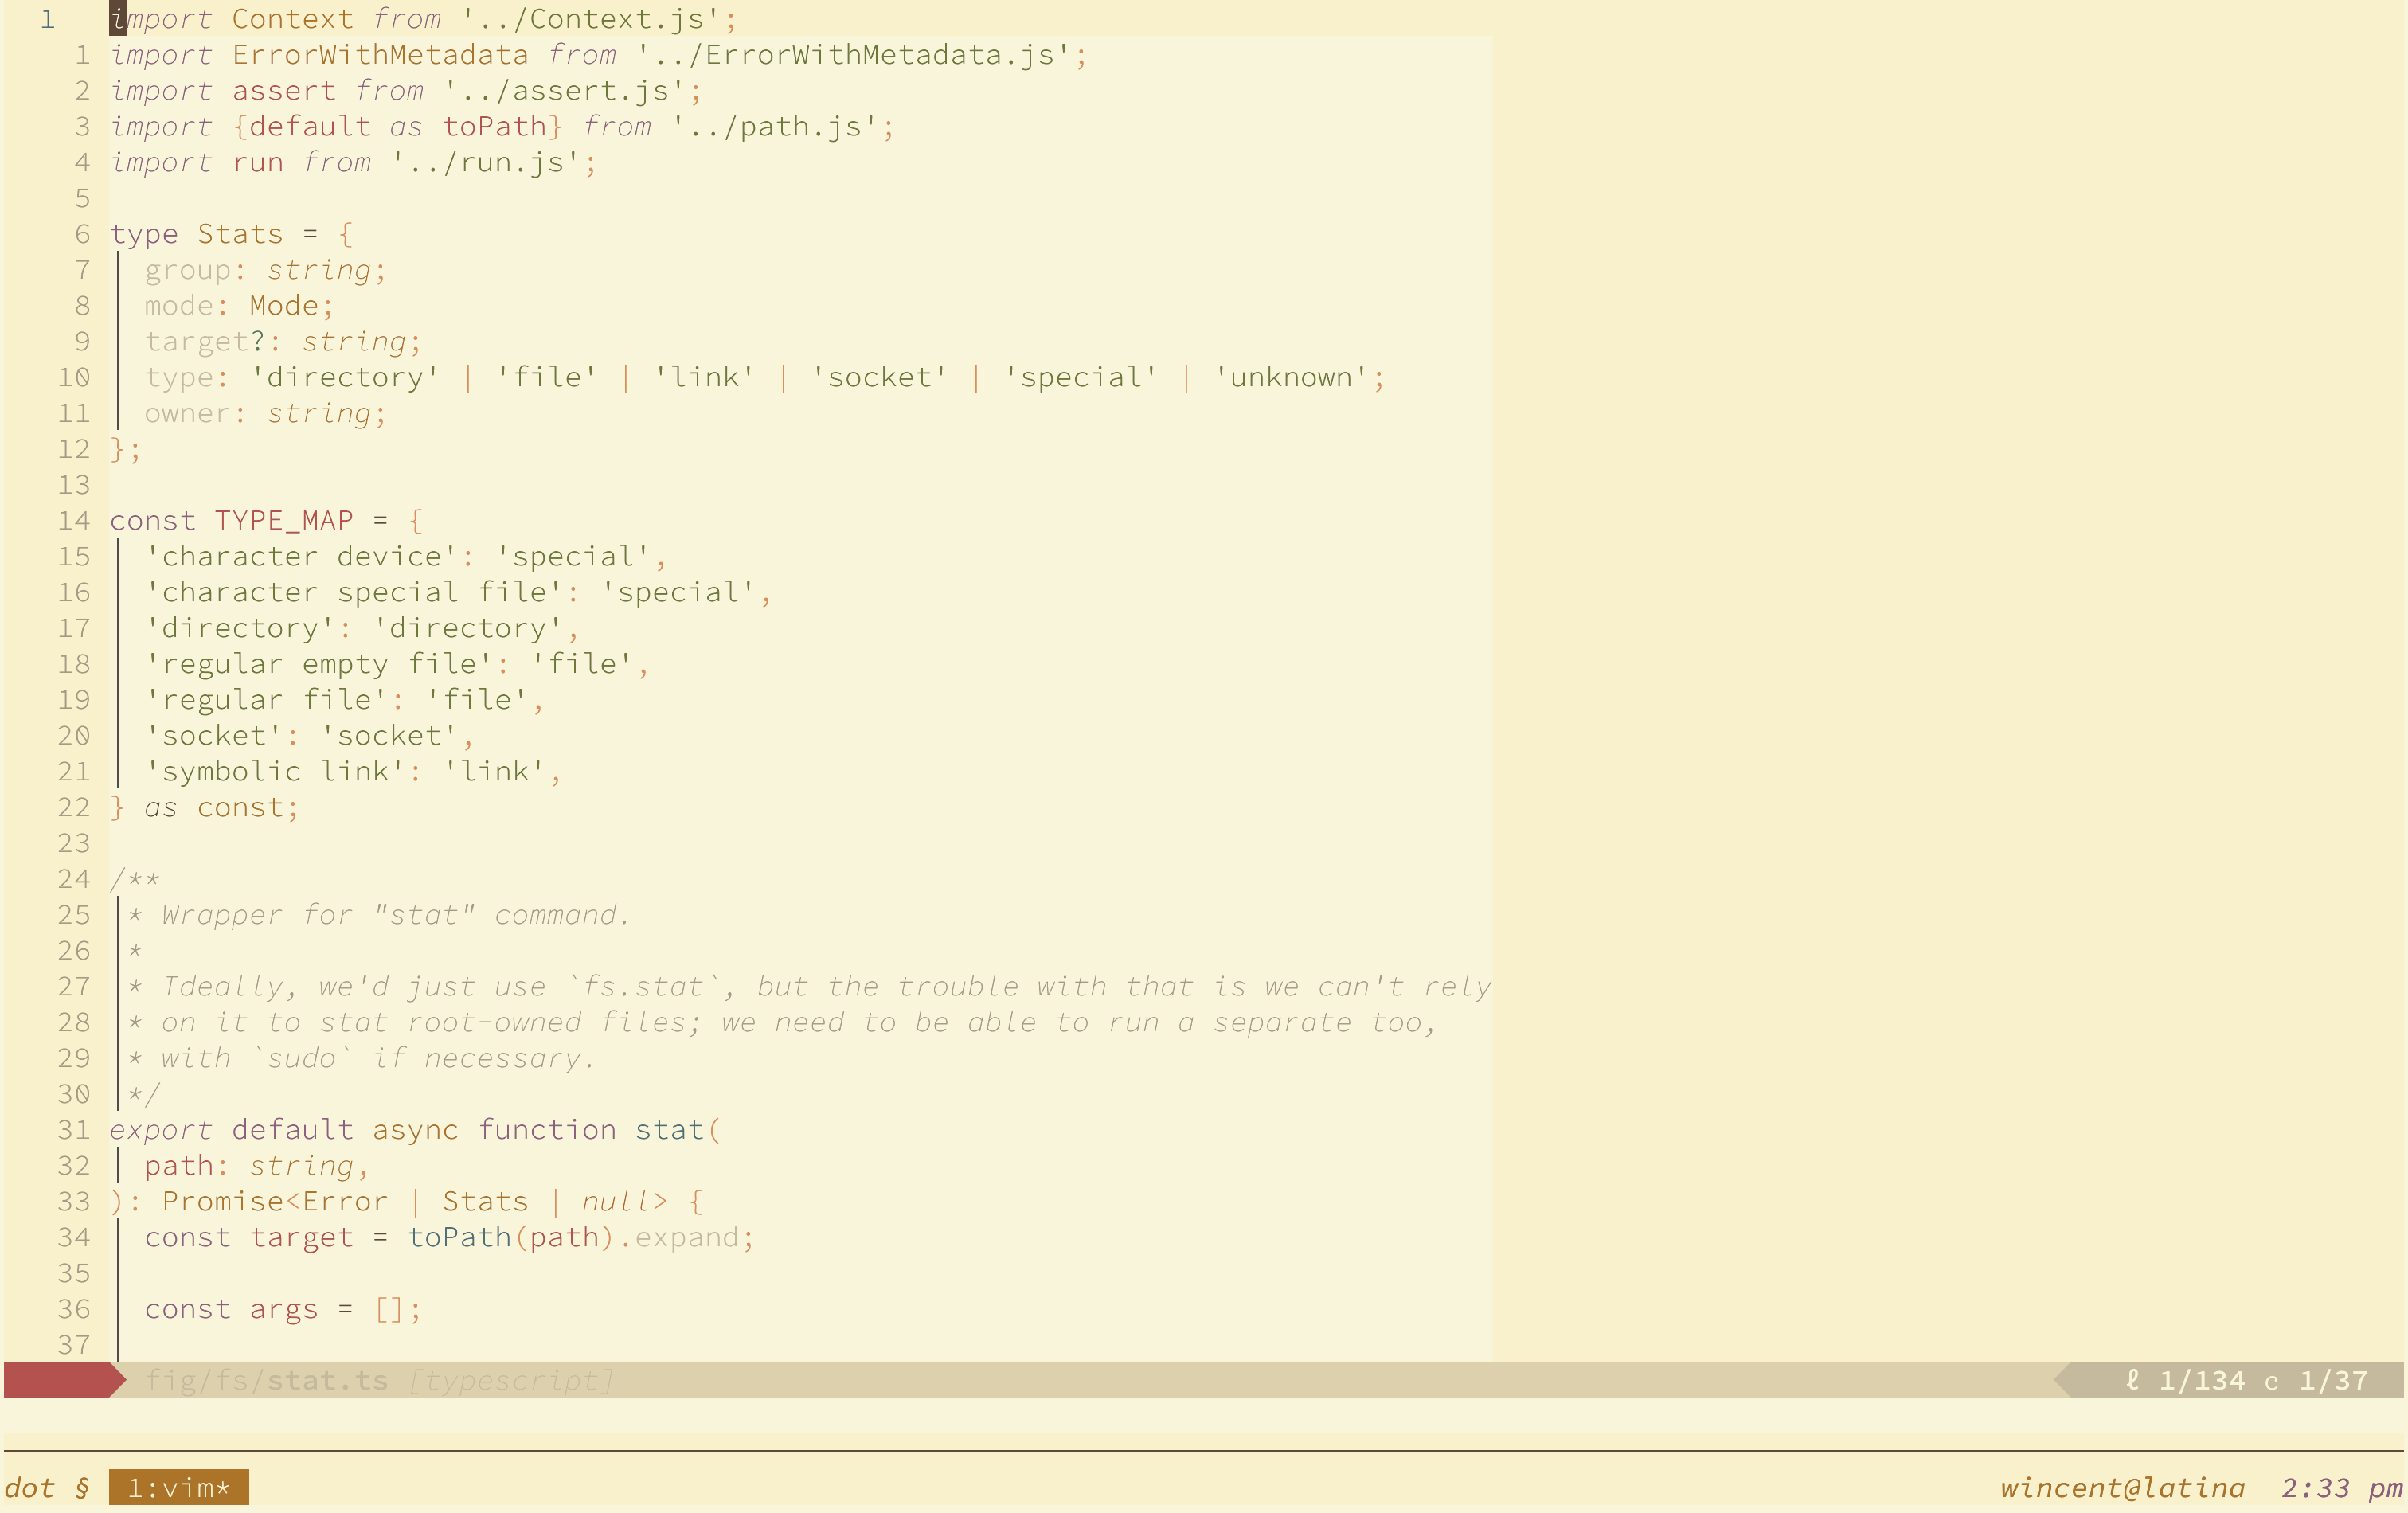 1 import Context from '../Context.js';
1 import ErrorWithMetadata from '../ErrorWithMetadata.js';
2 import assert from '../assert.js';
3 import {default as toPath} from '../path.js';
4 import run from '../run.js';
5
6 type Stats = {
7   group: string;
8   mode: Mode;
9   target?: string;
10   type: 'directory' | 'file' | 'link' | 'socket' | 'special' | 'unknown';
11   owner: string;
12 };
13
14 const TYPE_MAP = {
15   'character device': 'special',
16   'character special file': 'special',
17   'directory': 'directory',
18   'regular empty file': 'file',
19   'regular file': 'file',
20   'socket': 'socket',
21   'symbolic link': 'link',
22 } as const;
23
24 /**
25  * Wrapper for "stat" command.
26  *
27  * Ideally, we'd just use `fs.stat`, but the trouble with that is we can't rely
28  * on it to stat root-owned files; we need to be able to run a separate too,
29  * with `sudo` if necessary.
30  */
31 export default async function stat(
32   path: string,
33 ): Promise<Error | Stats | null> {
34   const target = toPath(path).expand;
35
36   const args = [];
37
fig/fs/stat.ts [typescript] ℓ 1/134 c 1/37
dot § 1:vim* wincent@latina 2:33 pm